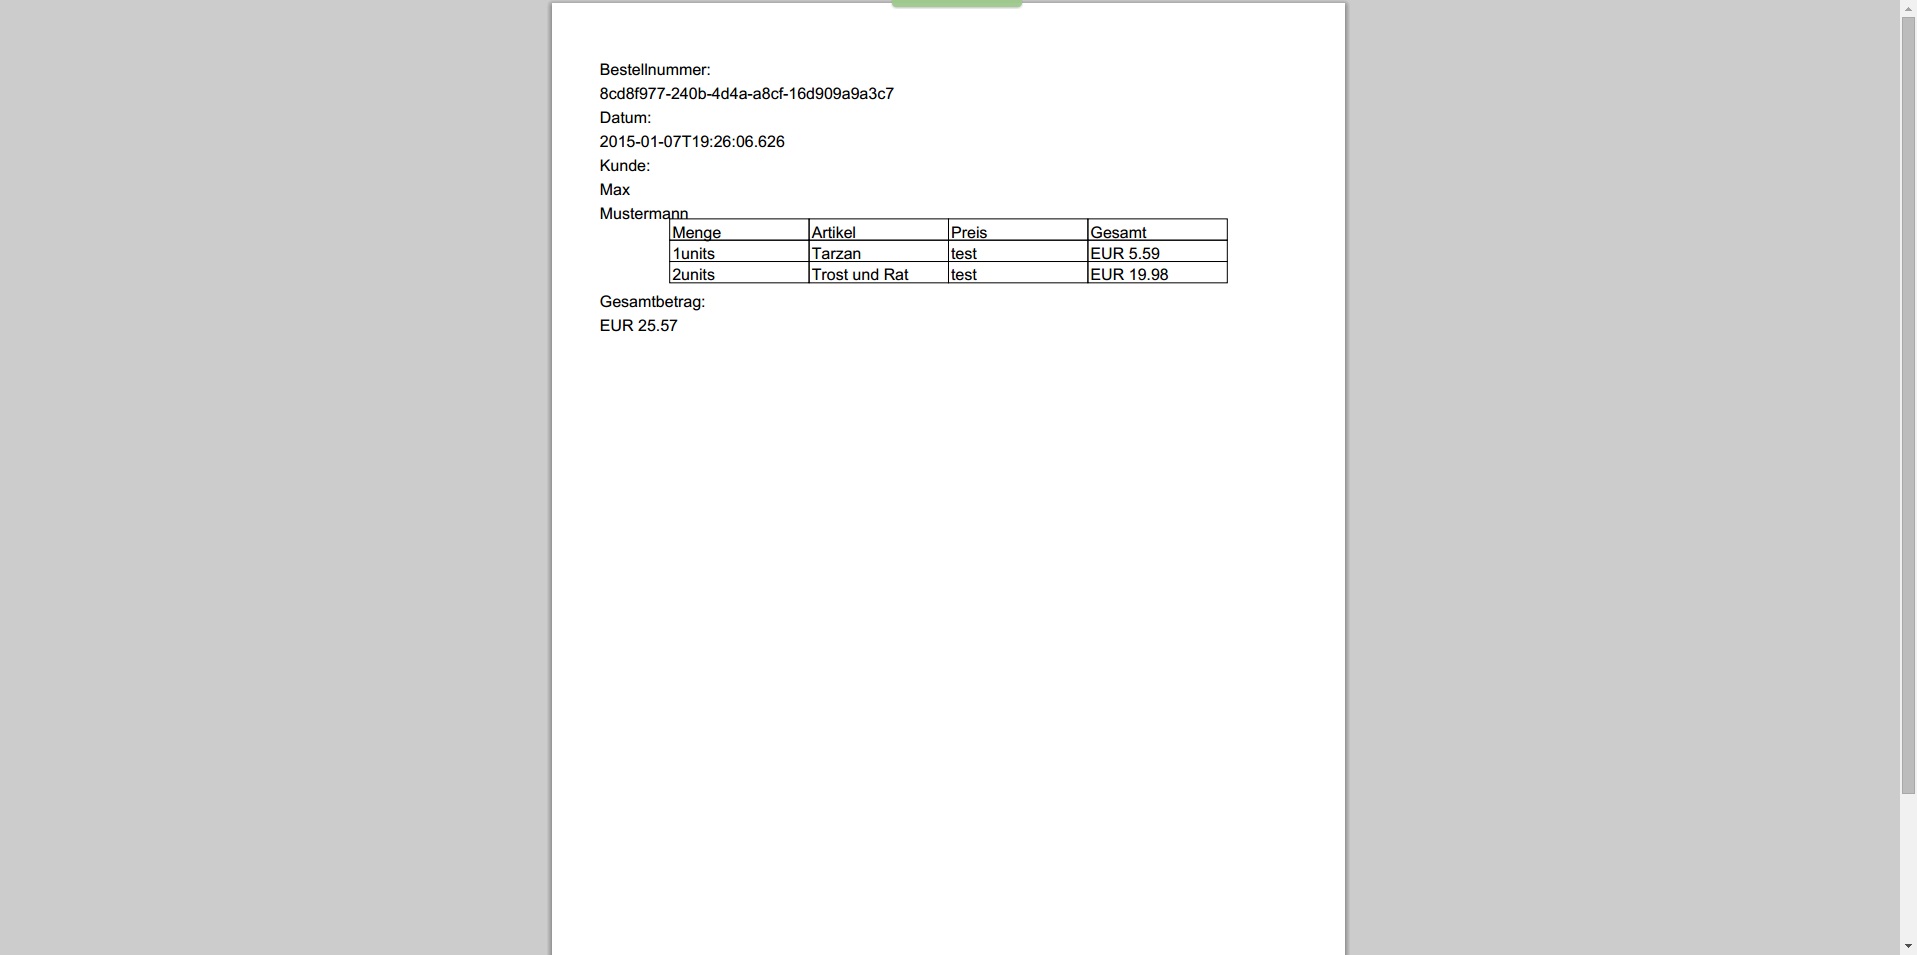 Bestellnummer:
8cd8f977-240b-4d4a-a8cf-16d909a9a3c7
Datum:
2015-01-07T19:26:06.626
Kunde:
Max
Mustermann
Menge Artikel Preis Gesamt
1units Tarzan test EUR 5.59
2units Trost und Rat test EUR 19.98
Gesamtbetrag:
EUR 25.57